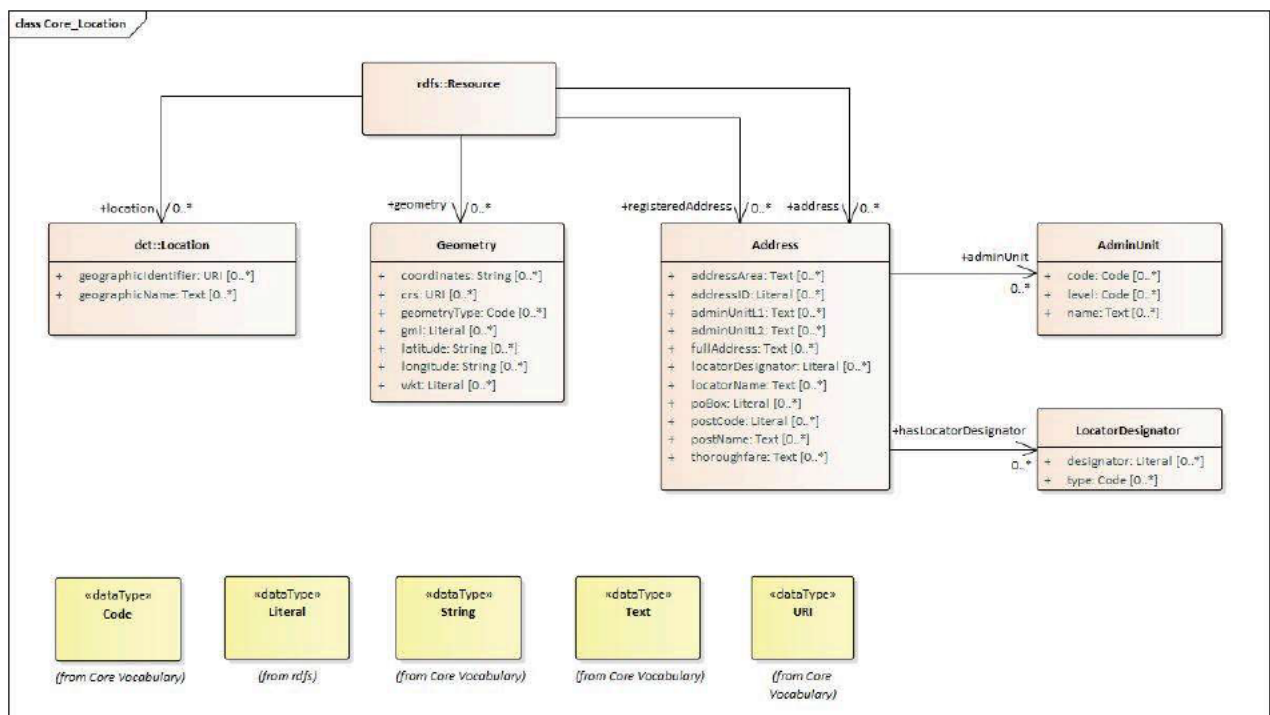 class Core_Location
rdfs::Resource
+location
0..*
+geometry
0..*
+registeredAddress
0..*
+address
0..*
dct::Location
+ geographicIdentifier: URI [0..*]
+ geographicName: Text [0..*]
Geometry
+ coordinates: String [0..*]
+ crs: URI [0..*]
+ geometryType: Code [0..*]
+ gml: Literal [0..*]
+ latitude: String [0..*]
+ longitude: String [0..*]
+ wkt: Literal [0..*]
Address
+ addressArea: Text [0..*]
+ addressID: Literal [0..*]
+ adminUnitL1: Text [0..*]
+ adminUnitL2: Text [0..*]
+ fullAddress: Text [0..*]
+ locatorDesignator: Literal [0..*]
+ locatorName: Text [0..*]
+ poBox: Literal [0..*]
+ postCode: Literal [0..*]
+ postName: Text [0..*]
+ thoroughfare: Text [0..*]
+adminUnit
0..*
AdminUnit
+ code: Code [0..*]
+ level: Code [0..*]
+ name: Text [0..*]
+hasLocatorDesignator
0..*
LocatorDesignator
+ designator: Literal [0..*]
+ type: Code [0..*]
«dataType»
Code
(from Core Vocabulary)
«dataType»
Literal
(from rdfs)
«dataType»
String
(from Core Vocabulary)
«dataType»
Text
(from Core Vocabulary)
«dataType»
URI
(from Core
Vocabulary)